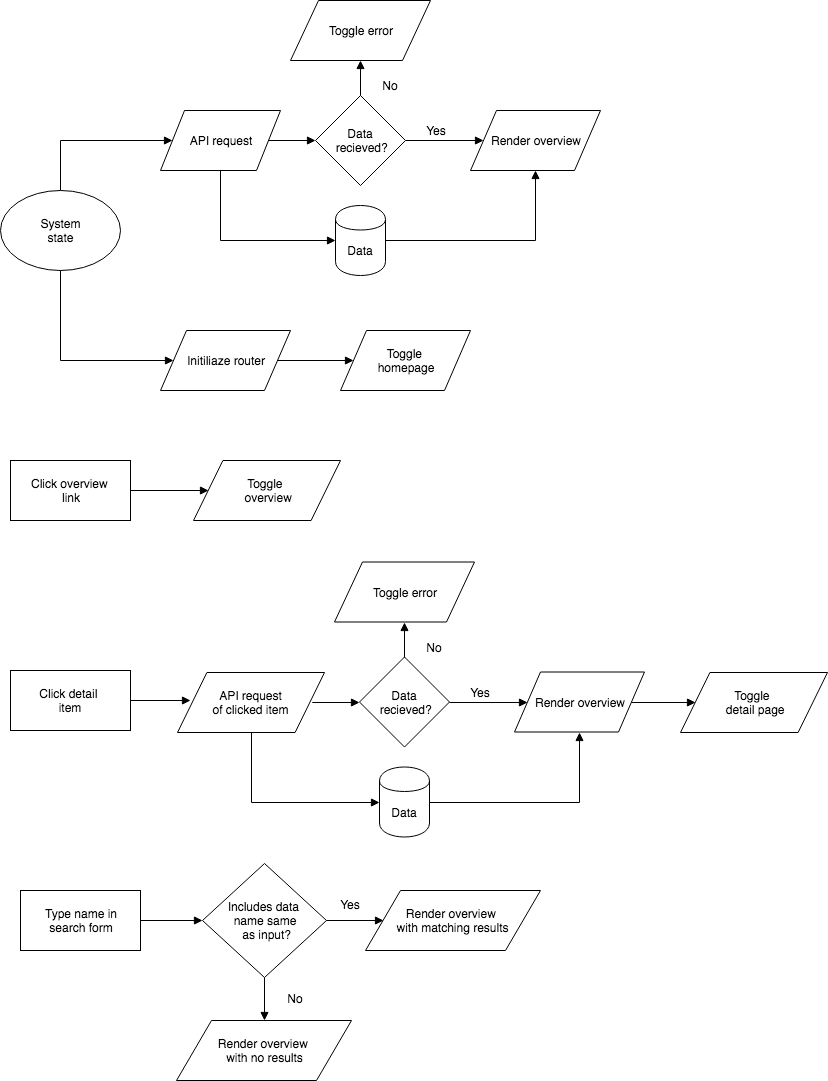 Toggle error
No
API request
Data
recieved?
Yes
Render overview
System
state
Data
Initiliaze router
Toggle
homepage
Click overview
link
Toggle
overview
Toggle error
No
Click detail
item
API request
of clicked item
Data
recieved?
Yes
Render overview
Toggle
detail page
Data
Type name in
search form
Includes data
name same
as input?
Yes
Render overview
with matching results
No
Render overview
with no results